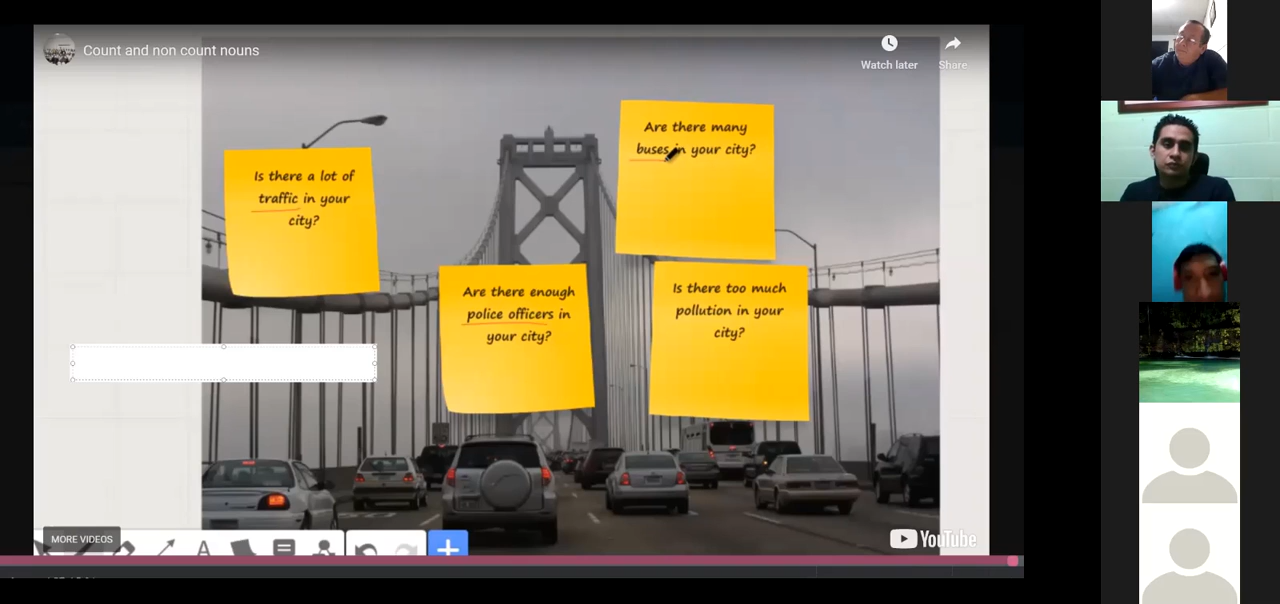 Count and non count nouns
Watch later
Share
Is there a lot of
traffic in your
city?
Are there many
buses in your city?
Are there enough
police officers in
your city?
Is there too much
pollution in your
city?
MORE VIDEOS
A
YouTube